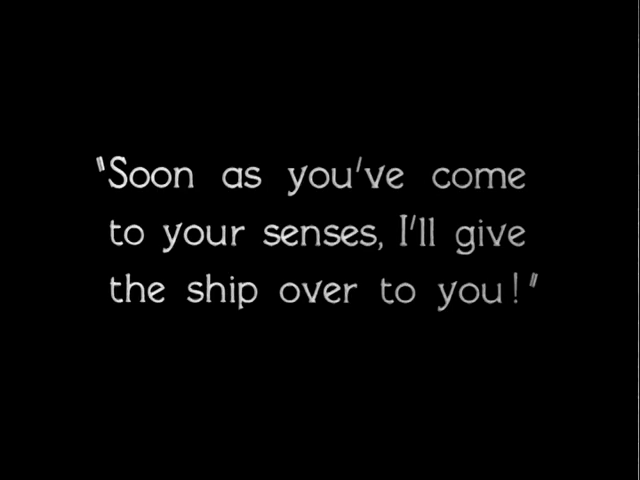 "Soon as you've come
to your senses, I'll give
the ship over to you!"